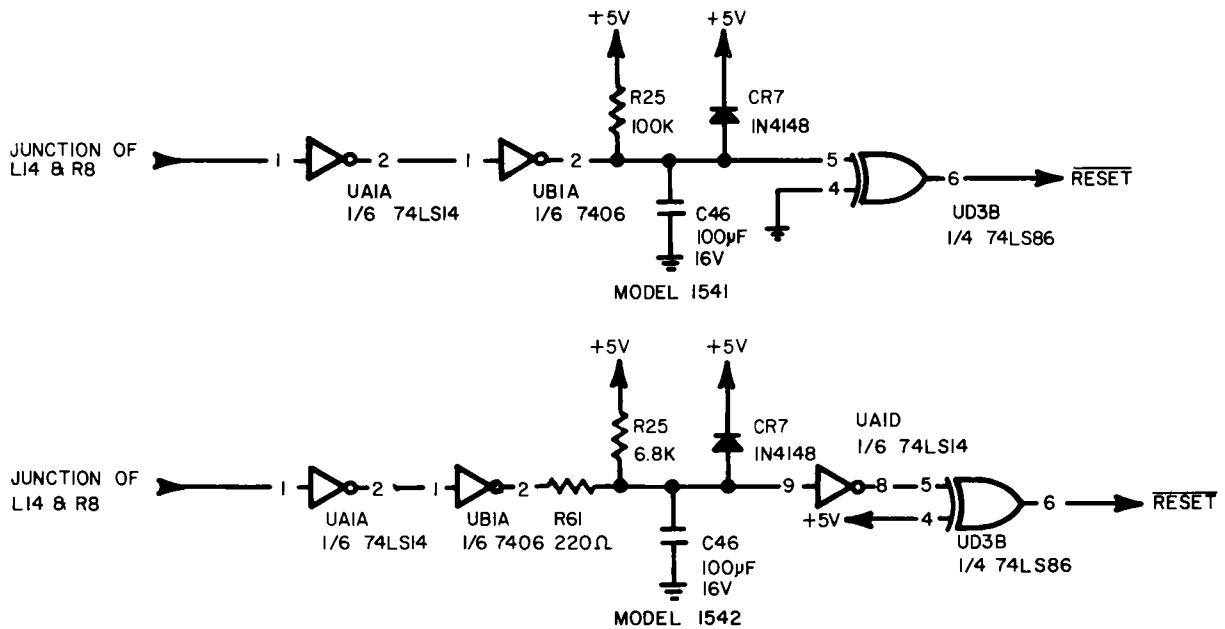 +5V
+5V
R25
100K
CR7
1N4148
JUNCTION OF
L14 & R8
1
2
1
2
5
4
6
RESET
UA1A
1/6 74LS14
UB1A
1/6 7406
C46
100µF
16V
UD3B
1/4 74LS86
MODEL 1541
+5V
+5V
R25
6.8K
CR7
1N4148
UA1D
1/6 74LS14
JUNCTION OF
L14 & R8
1
2
1
2
9
8
5
+5V
4
6
RESET
UA1A
1/6 74LS14
UB1A
1/6 7406
R61
220Ω
C46
100µF
16V
UD3B
1/4 74LS86
MODEL 1542